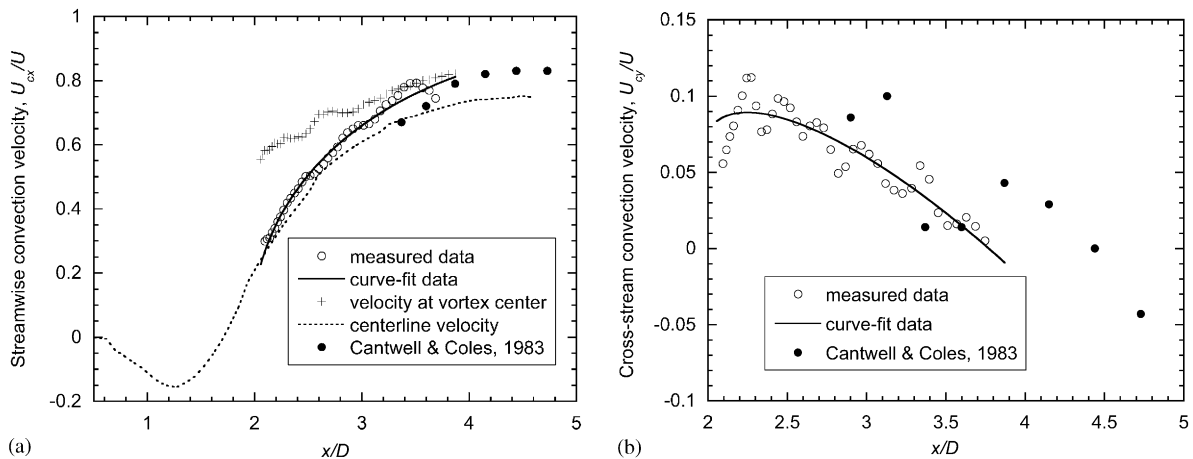 1
0.8
0.6
0.4
0.2
0
-0.2
Streamwise convection velocity, Ucx/U
measured data
curve-fit data
velocity at vortex center
centerline velocity
Cantwell & Coles, 1983
1 2 3 4 5
x/D
(a)
0.15
0.1
0.05
0
-0.05
-0.1
Cross-stream convection velocity, Ucy/U
measured data
curve-fit data
Cantwell & Coles, 1983
2 2.5 3 3.5 4 4.5 5
x/D
(b)